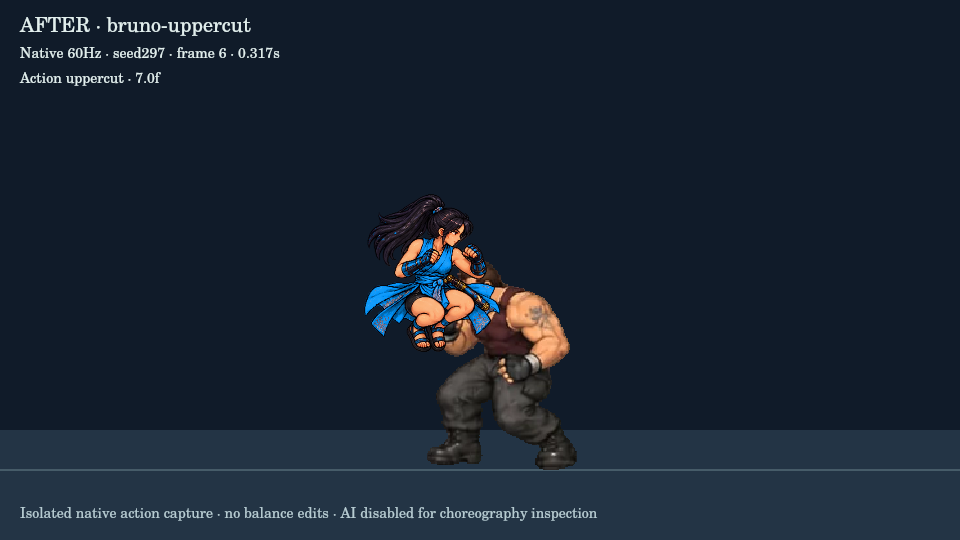 AFTER · bruno-uppercut
Native 60Hz · seed297 · frame 6 · 0.317s
Action uppercut · 7.0f
Isolated native action capture · no balance edits · AI disabled for choreography inspection